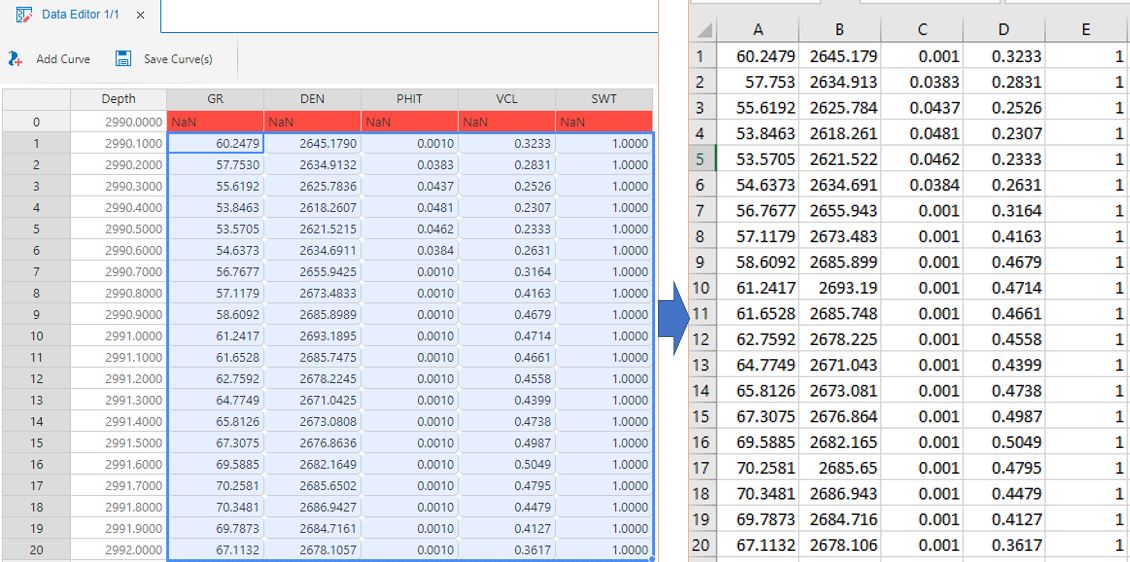 Data Editor 1/1 ×
Add Curve Save Curve(s)
Depth GR DEN PHIT VCL SWT
0 2990.0000 NaN NaN NaN NaN NaN
1 2990.1000 60.2479 2645.1790 0.0010 0.3233 1.0000
2 2990.2000 57.7530 2634.9132 0.0383 0.2831 1.0000
3 2990.3000 55.6192 2625.7836 0.0437 0.2526 1.0000
4 2990.4000 53.8463 2618.2607 0.0481 0.2307 1.0000
5 2990.5000 53.5705 2621.5215 0.0462 0.2333 1.0000
6 2990.6000 54.6373 2634.6911 0.0384 0.2631 1.0000
7 2990.7000 56.7677 2655.9425 0.0010 0.3164 1.0000
8 2990.8000 57.1179 2673.4833 0.0010 0.4163 1.0000
9 2990.9000 58.6092 2685.8989 0.0010 0.4679 1.0000
10 2991.0000 61.2417 2693.1895 0.0010 0.4714 1.0000
11 2991.1000 61.6528 2685.7475 0.0010 0.4661 1.0000
12 2991.2000 62.7592 2678.2245 0.0010 0.4558 1.0000
13 2991.3000 64.7749 2671.0425 0.0010 0.4399 1.0000
14 2991.4000 65.8126 2673.0808 0.0010 0.4738 1.0000
15 2991.5000 67.3075 2676.8636 0.0010 0.4987 1.0000
16 2991.6000 69.5885 2682.1649 0.0010 0.5049 1.0000
17 2991.7000 70.2581 2685.6502 0.0010 0.4795 1.0000
18 2991.8000 70.3481 2686.9427 0.0010 0.4479 1.0000
19 2991.9000 69.7873 2684.7161 0.0010 0.4127 1.0000
20 2992.0000 67.1132 2678.1057 0.0010 0.3617 1.0000
A B C D E
1 60.2479 2645.179 0.001 0.3233 1
2 57.753 2634.913 0.0383 0.2831 1
3 55.6192 2625.784 0.0437 0.2526 1
4 53.8463 2618.261 0.0481 0.2307 1
5 53.5705 2621.522 0.0462 0.2333 1
6 54.6373 2634.691 0.0384 0.2631 1
7 56.7677 2655.943 0.001 0.3164 1
8 57.1179 2673.483 0.001 0.4163 1
9 58.6092 2685.899 0.001 0.4679 1
10 61.2417 2693.19 0.001 0.4714 1
11 61.6528 2685.748 0.001 0.4661 1
12 62.7592 2678.225 0.001 0.4558 1
13 64.7749 2671.043 0.001 0.4399 1
14 65.8126 2673.081 0.001 0.4738 1
15 67.3075 2676.864 0.001 0.4987 1
16 69.5885 2682.165 0.001 0.5049 1
17 70.2581 2685.65 0.001 0.4795 1
18 70.3481 2686.943 0.001 0.4479 1
19 69.7873 2684.716 0.001 0.4127 1
20 67.1132 2678.106 0.001 0.3617 1